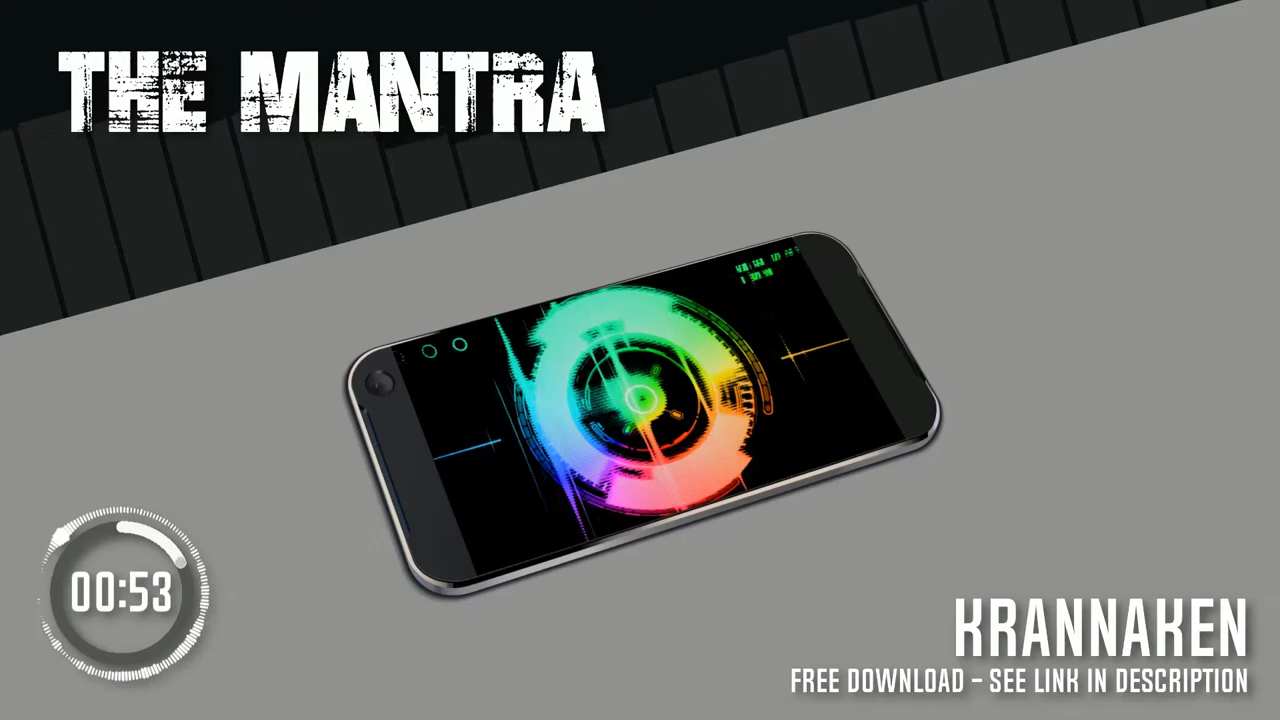 THE MANTRA
00:53
KRANNAKEN
FREE DOWNLOAD - SEE LINK IN DESCRIPTION